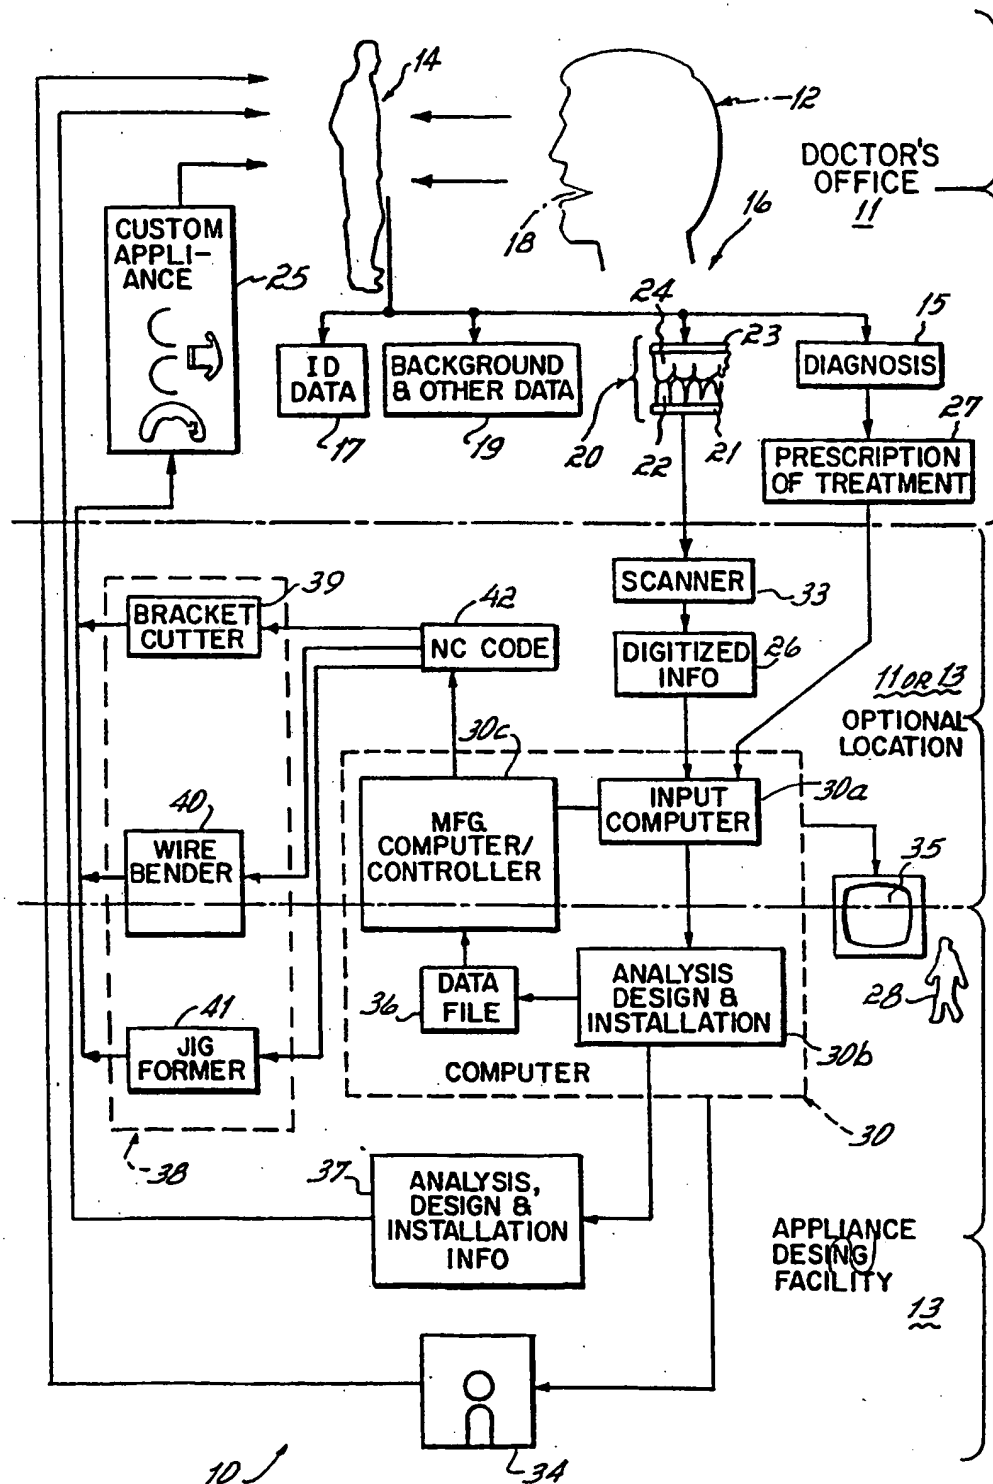 14
12
DOCTOR'S
OFFICE
11
18
16
CUSTOM
APPLI-
ANCE
25
24
23
15
ID
DATA
BACKGROUND
& OTHER DATA
DIAGNOSIS
17
19
20
22
21
27
PRESCRIPTION
OF TREATMENT
SCANNER
33
39
BRACKET
CUTTER
42
NC CODE
DIGITIZED
INFO
26
11 OR 13
OPTIONAL
LOCATION
30c
MFG.
COMPUTER/
CONTROLLER
INPUT
COMPUTER
30a
40
WIRE
BENDER
35
DATA
FILE
36
ANALYSIS
DESIGN &
INSTALLATION
30b
28
41
JIG
FORMER
COMPUTER
30
38
37
ANALYSIS,
DESIGN &
INSTALLATION
INFO
APPLIANCE
DESING
FACILITY
13
34
10